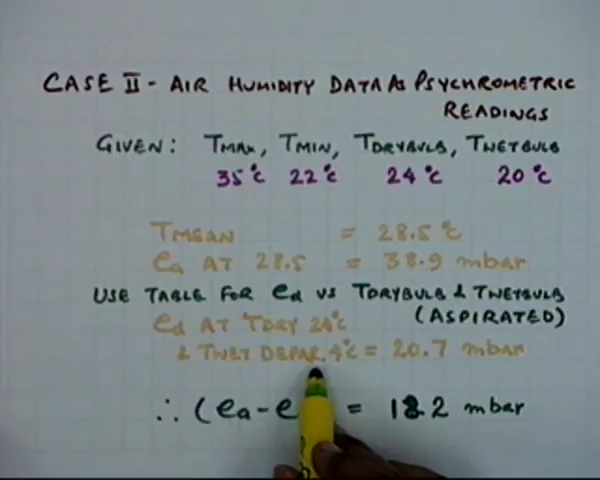 CASE II - AIR HUMIDITY DATA AS PSYCHROMETRIC
READINGS
GIVEN: TMAX, TMIN, TDRYBULB, TWETBULB
35°C 22°C 24°C 20°C
TMEAN = 28.5°C
ea AT 28.5 = 38.9 mbar
USE TABLE FOR ed VS TDRYBULB & TWETBULB
(ASPIRATED)
ed AT TDRY 24°C
& TWET DEPAR. 4°C = 20.7 mbar
∴ (ea - e = 18.2 mbar